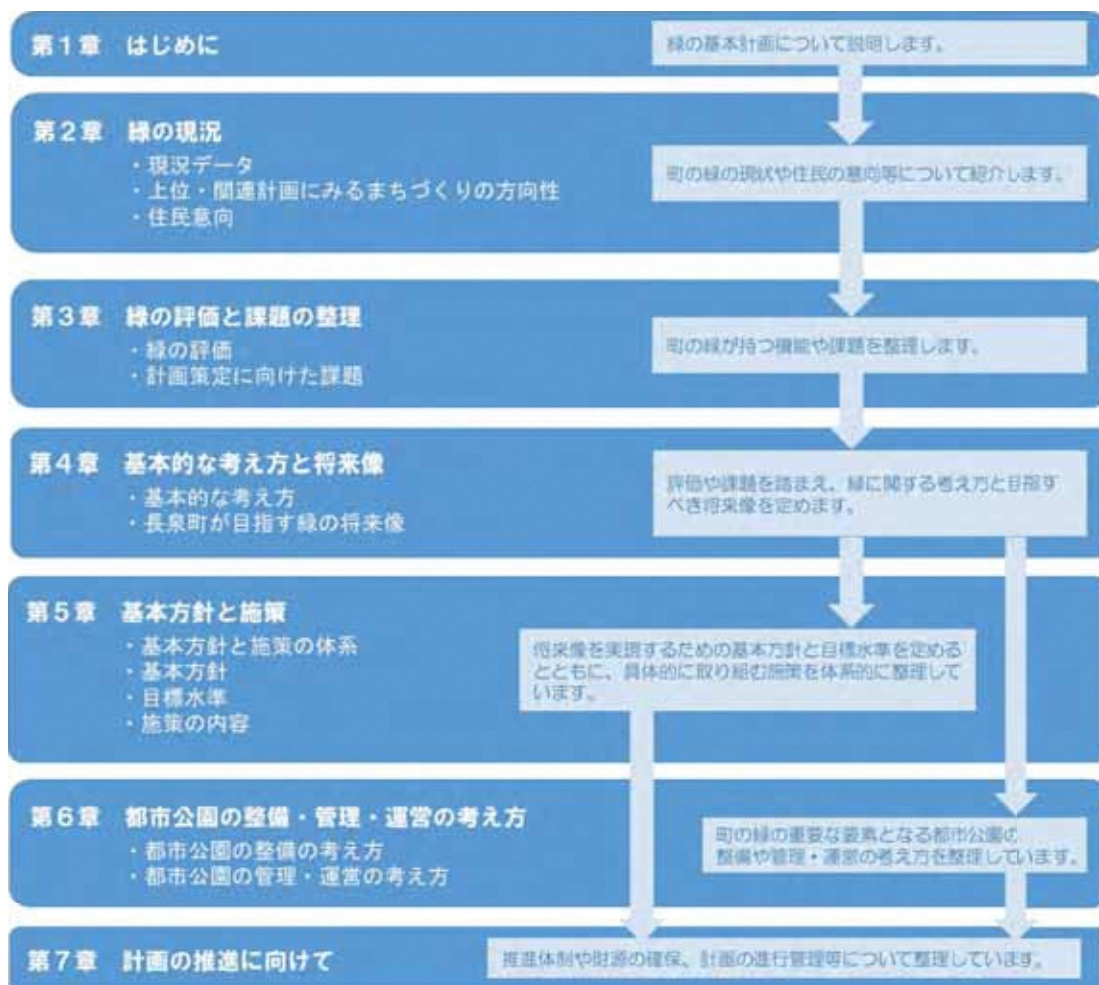 第１章　はじめに
緑の基本計画について説明します。
第２章　緑の現況
・現況データ
・上位・関連計画にみるまちづくりの方向性
・住民意向
町の緑の現状や住民の意向等について紹介します。
第３章　緑の評価と課題の整理
・緑の評価
・計画策定に向けた課題
町の緑が持つ機能や課題を整理します。
第４章　基本的な考え方と将来像
・基本的な考え方
・長泉町が目指す緑の将来像
評価や課題を踏まえ、緑に関する考え方と目指す
べき将来像を定めます。
第５章　基本方針と施策
・基本方針と施策の体系
・基本方針
・目標水準
・施策の内容
将来像を実現するための基本方針と目標水準を定める
とともに、具体的に取り組む施策を体系的に整理して
います。
第６章　都市公園の整備・管理・運営の考え方
・都市公園の整備の考え方
・都市公園の管理・運営の考え方
町の緑の重要な要素となる都市公園の
整備や管理・運営の考え方を整理しています。
第７章　計画の推進に向けて
推進体制や財源の確保、計画の進行管理等について整理しています。